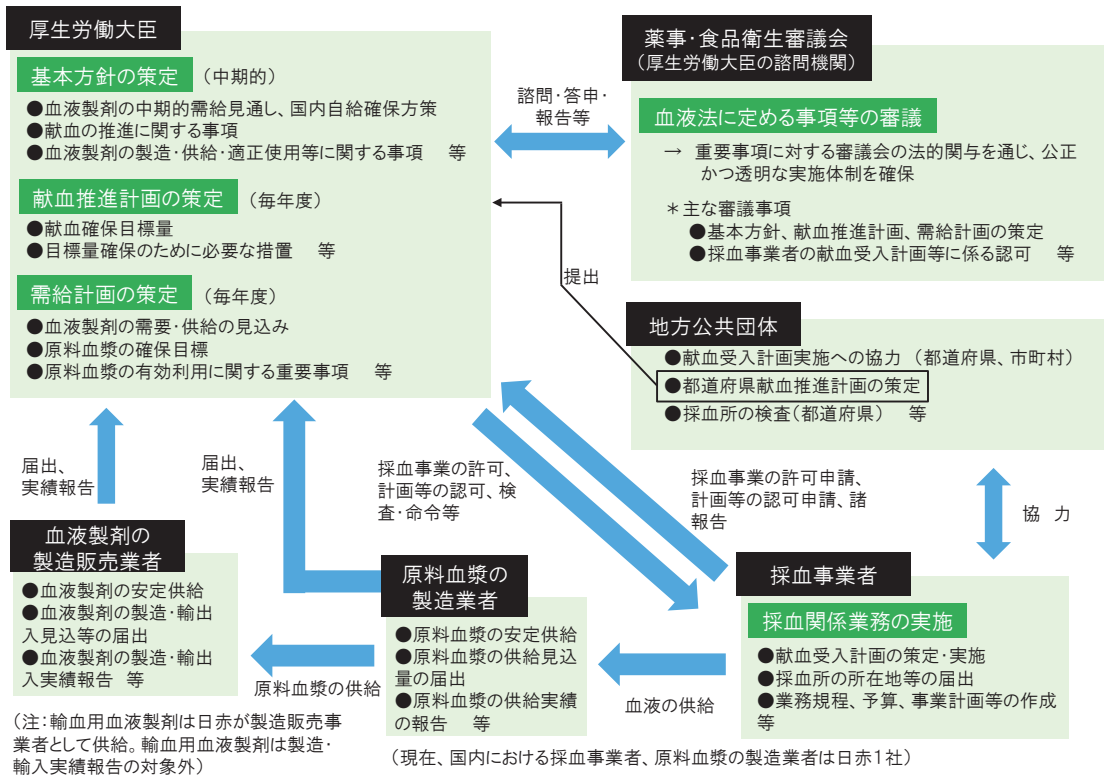 厚生労働大臣
基本方針の策定 (中期的)
●血液製剤の中期的需給見通し、国内自給確保方策
●献血の推進に関する事項
●血液製剤の製造・供給・適正使用等に関する事項 等
献血推進計画の策定 (毎年度)
●献血確保目標量
●目標量確保のために必要な措置 等
需給計画の策定 (毎年度)
●血液製剤の需要・供給の見込み
●原料血漿の確保目標
●原料血漿の有効利用に関する重要事項 等
諮問・答申・
報告等
薬事・食品衛生審議会
(厚生労働大臣の諮問機関)
血液法に定める事項等の審議
→ 重要事項に対する審議会の法的関与を通じ、公正
かつ透明な実施体制を確保
＊主な審議事項
●基本方針、献血推進計画、需給計画の策定
●採血事業者の献血受入計画等に係る認可 等
提出
地方公共団体
●献血受入計画実施への協力 (都道府県、市町村)
●都道府県献血推進計画の策定
●採血所の検査(都道府県) 等
届出、
実績報告
届出、
実績報告
採血事業の許可、
計画等の認可、検
査・命令等
採血事業の許可申請、
計画等の認可申請、諸
報告
協 力
血液製剤の
製造販売業者
●血液製剤の安定供給
●血液製剤の製造・輸出
入見込等の届出
●血液製剤の製造・輸出
入実績報告 等
原料血漿の供給
原料血漿の
製造業者
●原料血漿の安定供給
●原料血漿の供給見込
量の届出
●原料血漿の供給実績
の報告 等
血液の供給
採血事業者
採血関係業務の実施
●献血受入計画の策定・実施
●採血所の所在地等の届出
●業務規程、予算、事業計画等の作成
等
(注:輸血用血液製剤は日赤が製造販売事
業者として供給。輸血用血液製剤は製造・
輸入実績報告の対象外)
(現在、国内における採血事業者、原料血漿の製造業者は日赤1社)